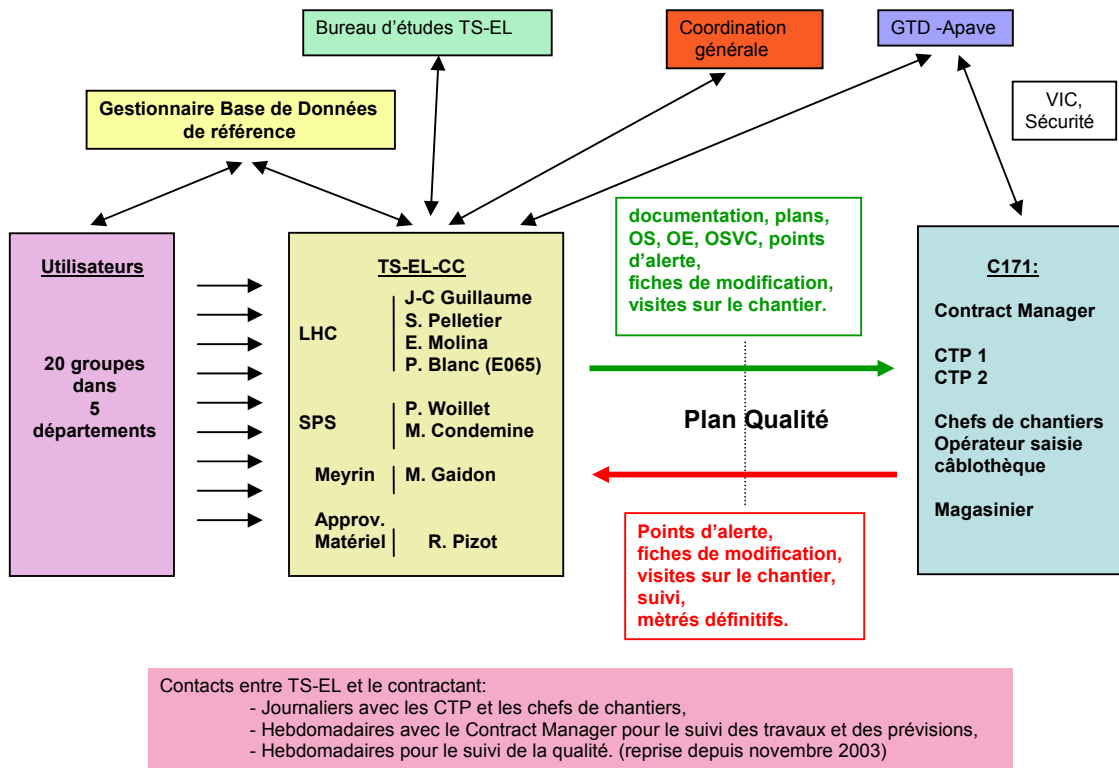 Bureau d'études TS-EL
Coordination
générale
GTD -Apave
VIC,
Sécurité
Gestionnaire Base de Données
de référence
Utilisateurs
20 groupes
dans
5
départements
TS-EL-CC
LHC
J-C Guillaume
S. Pelletier
E. Molina
P. Blanc (E065)
SPS
P. Woillet
M. Condemine
Meyrin
M. Gaidon
Approv.
Matériel
R. Pizot
documentation, plans,
OS, OE, OSVC, points
d'alerte,
fiches de modification,
visites sur le chantier.
Plan Qualité
Points d'alerte,
fiches de modification,
visites sur le chantier,
suivi,
mètrés définitifs.
C171:
Contract Manager
CTP 1
CTP 2
Chefs de chantiers
Opérateur saisie
câblothèque
Magasinier
Contacts entre TS-EL et le contractant:
- Journaliers avec les CTP et les chefs de chantiers,
- Hebdomadaires avec le Contract Manager pour le suivi des travaux et des prévisions,
- Hebdomadaires pour le suivi de la qualité. (reprise depuis novembre 2003)